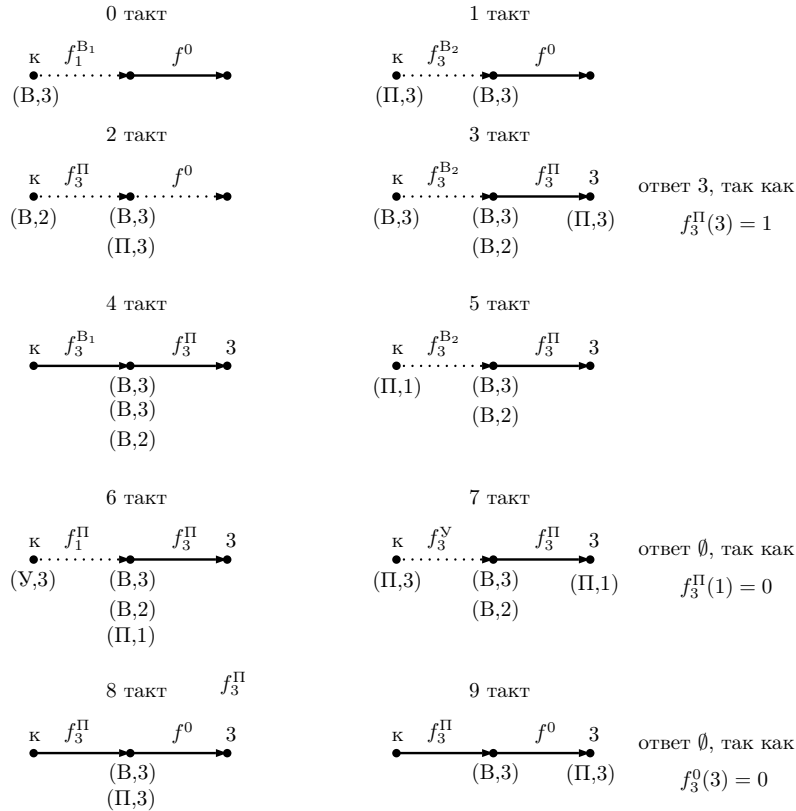 0 такт
к f_1^{В_1} f^0
(В,3)
1 такт
к f_3^{В_2} f^0
(П,3) (В,3)
2 такт
к f_3^П f^0
(В,2) (В,3)
(П,3)
3 такт
к f_3^{В_2} f_3^П 3
(В,3) (В,3) (П,3)
(В,2)
ответ 3, так как
f_3^П(3) = 1
4 такт
к f_3^{В_1} f_3^П 3
(В,3)
(В,3)
(В,2)
5 такт
к f_3^{В_2} f_3^П 3
(П,1) (В,3)
(В,2)
6 такт
к f_1^П f_3^П 3
(У,3) (В,3)
(В,2)
(П,1)
7 такт
к f_3^У f_3^П 3
(П,3) (В,3) (П,1)
(В,2)
ответ ∅, так как
f_3^П(1) = 0
8 такт f_3^П
к f_3^П f^0 3
(В,3)
(П,3)
9 такт
к f_3^П f^0 3
(В,3) (П,3)
ответ ∅, так как
f_3^0(3) = 0